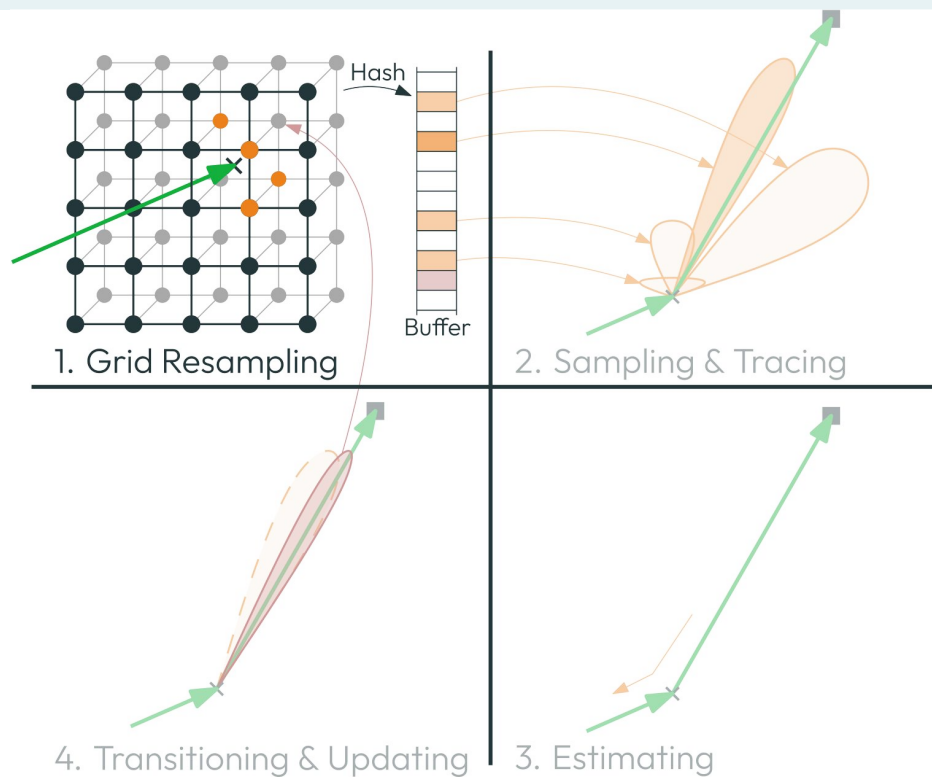 Hash
Buffer
1. Grid Resampling
2. Sampling & Tracing
4. Transitioning & Updating
3. Estimating